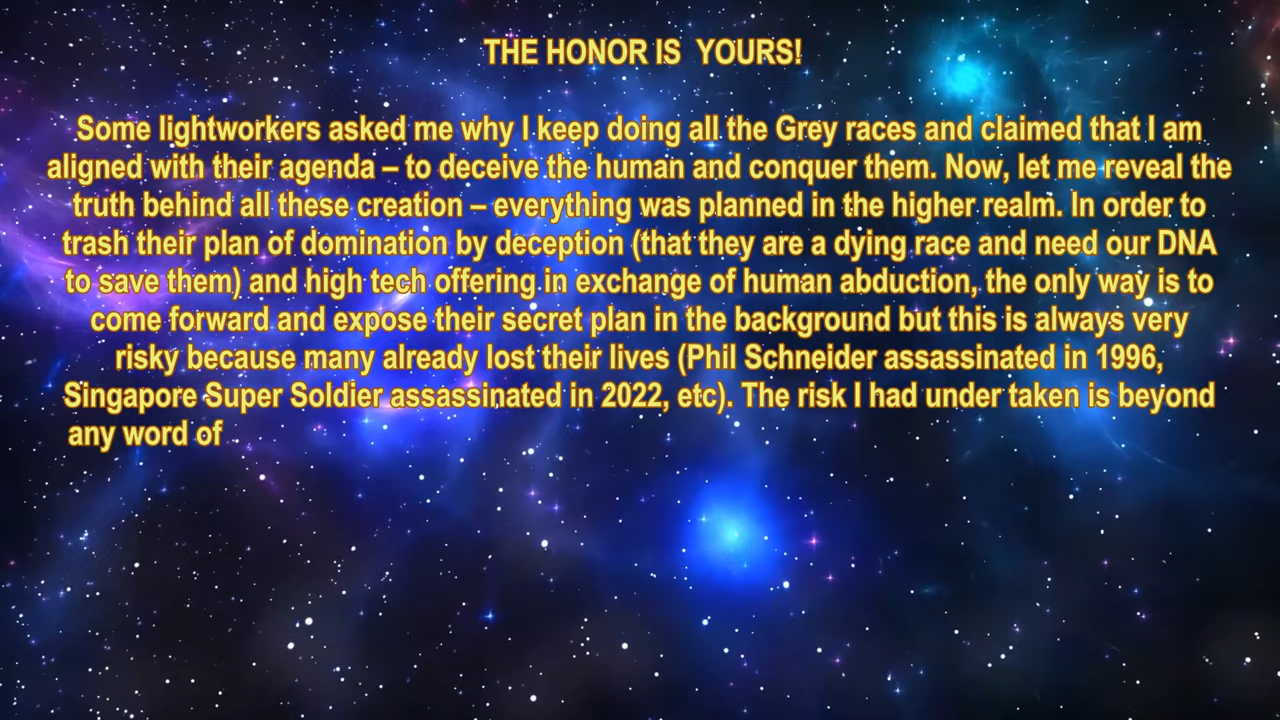 THE HONOR IS  YOURS!
Some lightworkers asked me why I keep doing all the Grey races and claimed that I am
aligned with their agenda – to deceive the human and conquer them. Now, let me reveal the
truth behind all these creation – everything was planned in the higher realm. In order to
trash their plan of domination by deception (that they are a dying race and need our DNA
to save them) and high tech offering in exchange of human abduction, the only way is to
come forward and expose their secret plan in the background but this is always very
risky because many already lost their lives (Phil Schneider assassinated in 1996,
Singapore Super Soldier assassinated in 2022, etc). The risk I had under taken is beyond
any word of